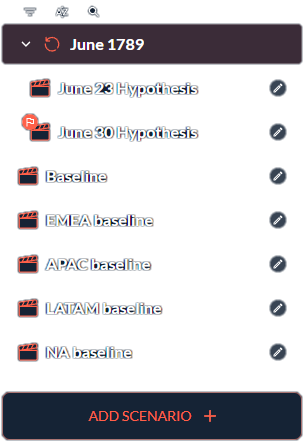 June 1789
June 23 Hypothesis
June 30 Hypothesis
Baseline
EMEA baseline
APAC baseline
LATAM baseline
NA baseline
ADD SCENARIO +